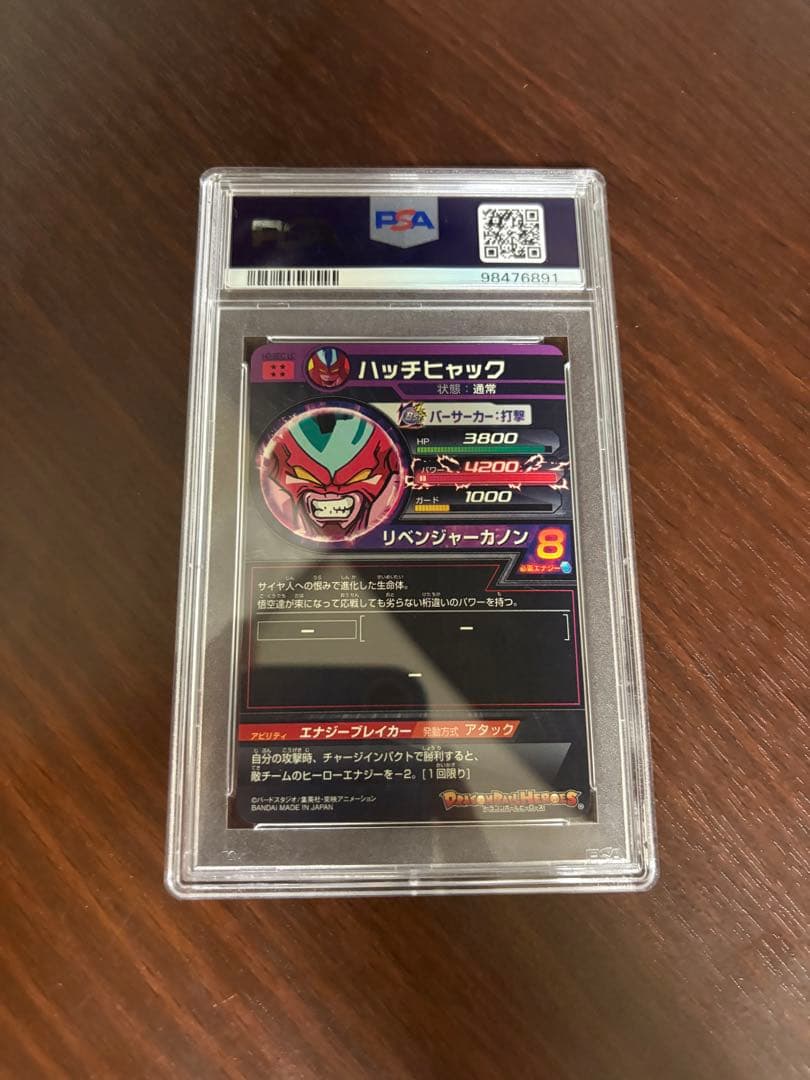 PSA
98476891
ハッチヒャック
状態：通常
バーサーカー：打撃
HP 3800
パワー 4200
ガード 1000
リベンジャーカノン 8
必要エナジー
サイヤ人への恨みで進化した生命体。
悟空達が束になって応戦しても劣らない桁違いのパワーを持つ。
アビリティ エナジーブレイカー 発動方式 アタック
自分の攻撃時、チャージインパクトで勝利すると、
敵チームのヒーローエナジーを-2。[1回限り]
©バードスタジオ/集英社・東映アニメーション
BANDAI MADE IN JAPAN
DRAGONBALL HEROES